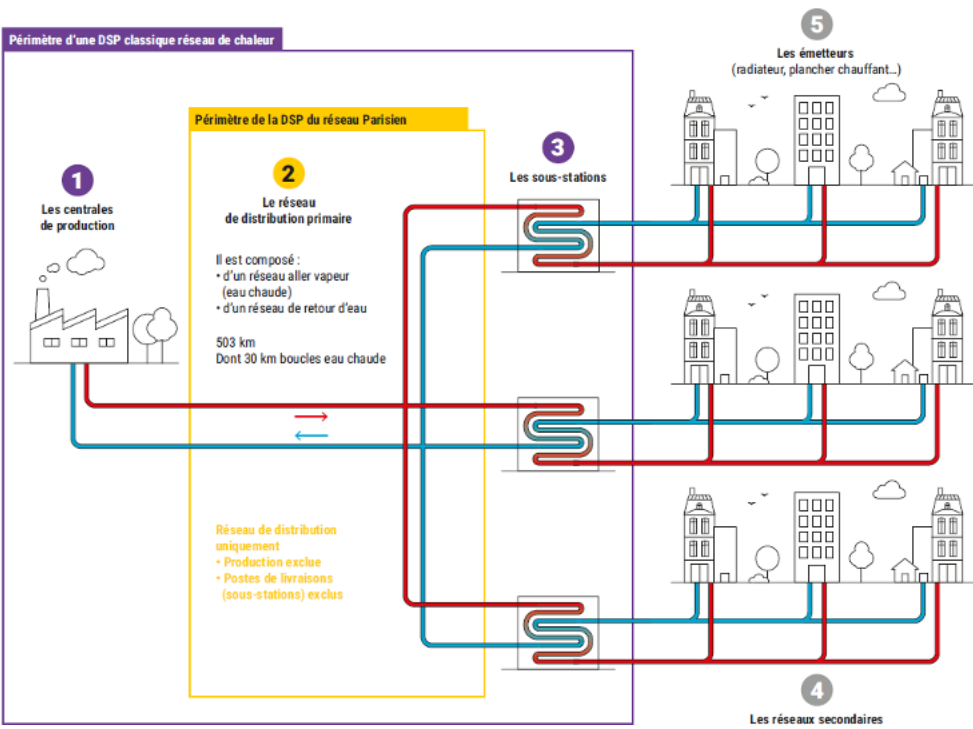 Périmètre d'une DSP classique réseau de chaleur
5
Les émetteurs
(radiateur, plancher chauffant...)
Périmètre de la DSP du réseau Parisien
1
Les centrales
de production
2
Le réseau
de distribution primaire
3
Les sous-stations
Il est composé :
• d'un réseau aller vapeur
(eau chaude)
• d'un réseau de retour d'eau
503 km
Dont 30 km boucles eau chaude
Réseau de distribution
uniquement
• Production exclue
• Postes de livraisons
(sous-stations) exclus
4
Les réseaux secondaires